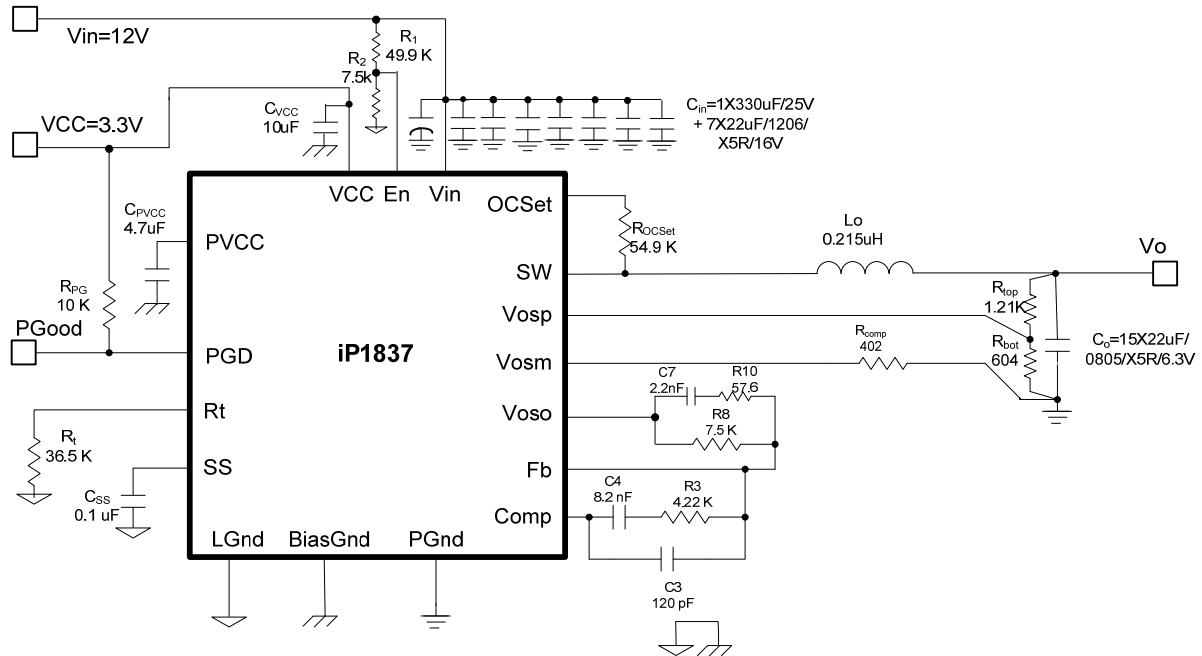 Vin=12V
R1
49.9 K
R2
7.5k
VCC=3.3V
CVCC
10uF
Cin=1X330uF/25V
+ 7X22uF/1206/
X5R/16V
VCC En Vin
OCSet
ROCSet
54.9 K
CPVCC
4.7uF
PVCC
Lo
0.215uH
Vo
SW
RPG
10 K
Rtop
1.21K
Vosp
PGood
PGD
iP1837
Rcomp
402
Rbot
604
Co=15X22uF/
0805/X5R/6.3V
Vosm
C7
2.2nF
R10
57.6
Rt
Voso
R8
7.5 K
Rt
36.5 K
SS
Fb
C4
8.2 nF
R3
4.22 K
CSS
0.1 uF
Comp
LGnd BiasGnd PGnd
C3
120 pF